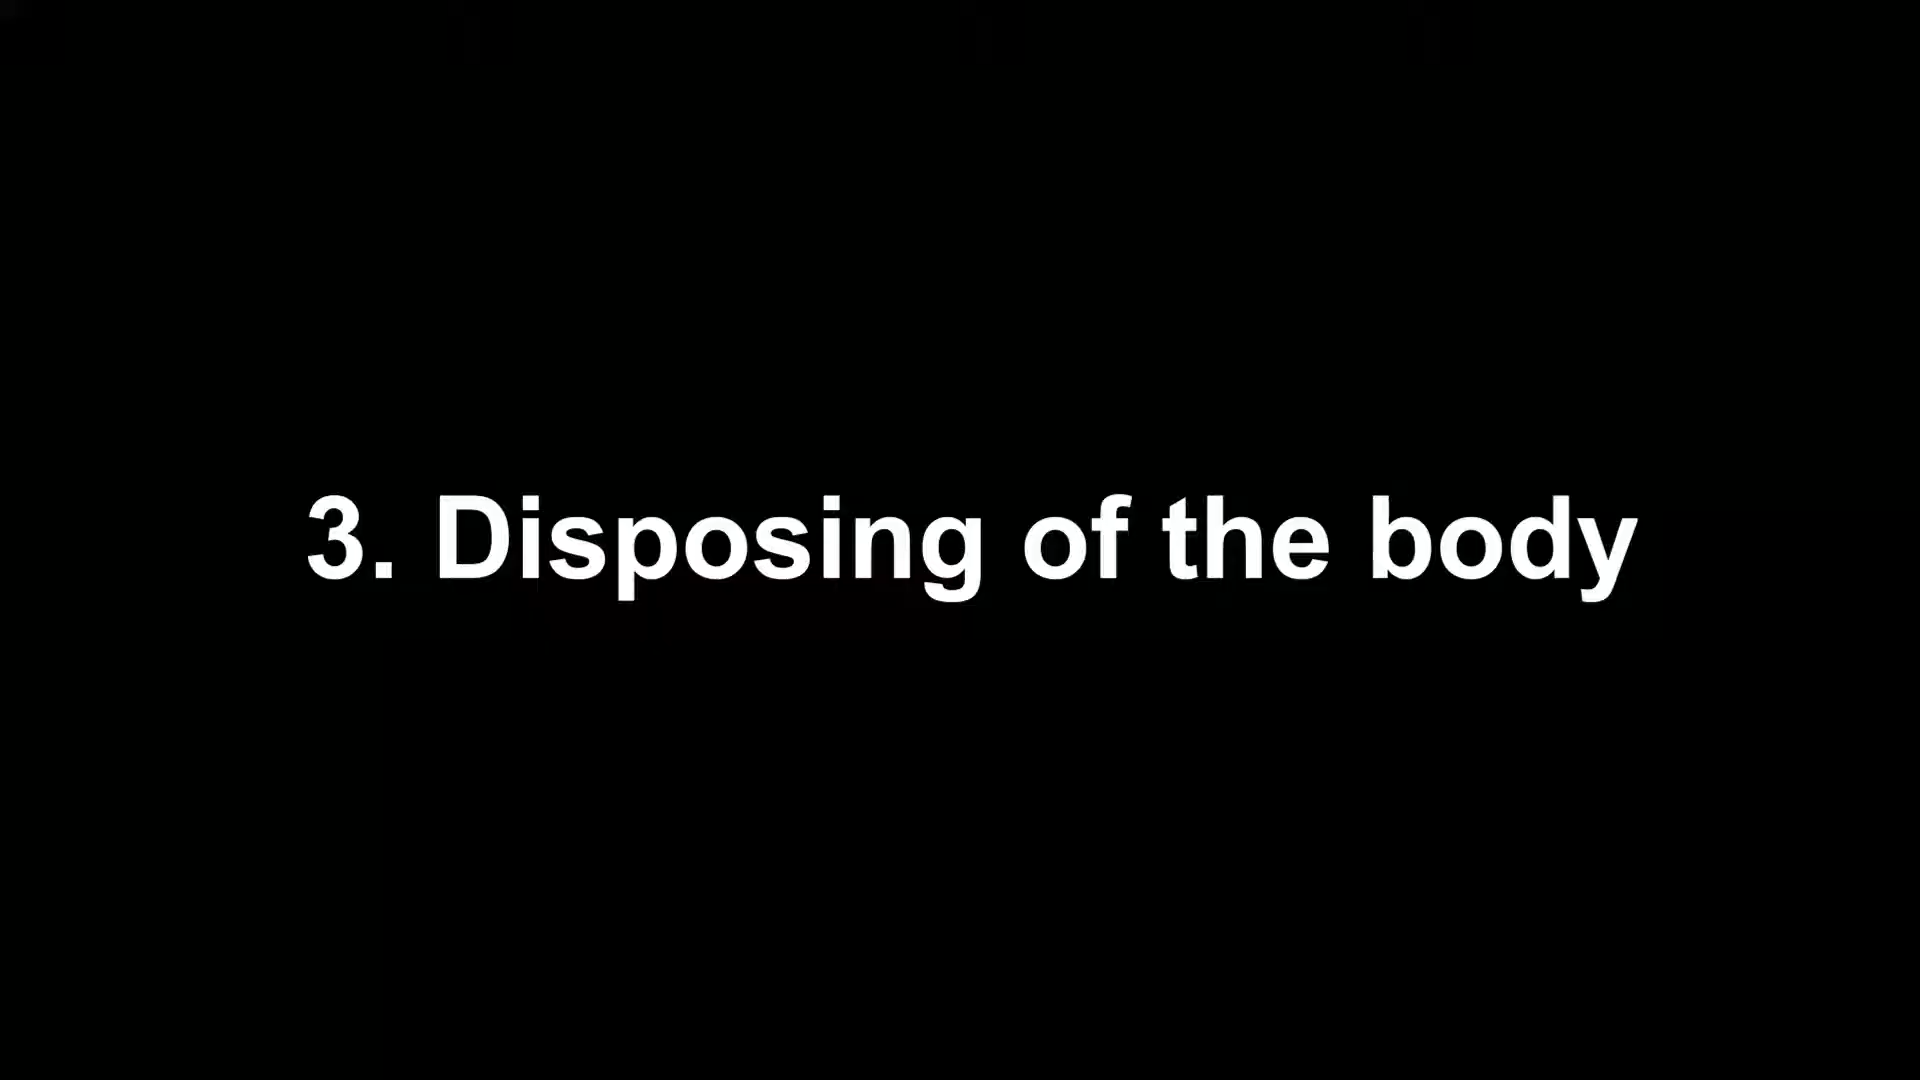 3. Disposing of the body